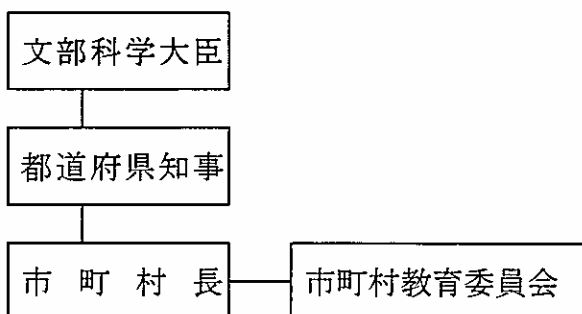 文部科学大臣
都道府県知事
市町村長
市町村教育委員会